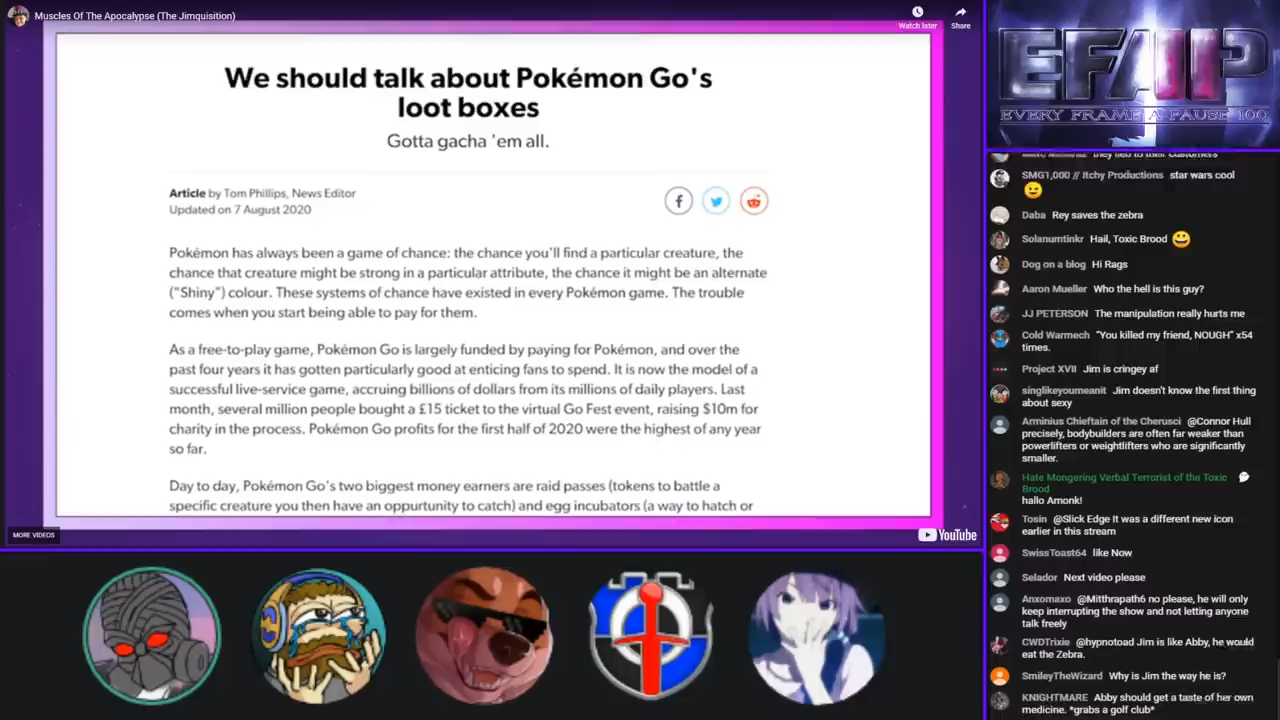 Muscles Of The Apocalypse (The Jimquisition)
Watch later
Share
We should talk about Pokémon Go's
loot boxes
Gotta gacha 'em all.
Article by Tom Phillips, News Editor
Updated on 7 August 2020
Pokémon has always been a game of chance: the chance you'll find a particular creature, the
chance that creature might be strong in a particular attribute, the chance it might be an alternate
("Shiny") colour. These systems of chance have existed in every Pokémon game. The trouble
comes when you start being able to pay for them.
As a free-to-play game, Pokémon Go is largely funded by paying for Pokémon, and over the
past four years it has gotten particularly good at enticing fans to spend. It is now the model of a
successful live-service game, accruing billions of dollars from its millions of daily players. Last
month, several million people bought a £15 ticket to the virtual Go Fest event, raising $10m for
charity in the process. Pokémon Go profits for the first half of 2020 were the highest of any year
so far.
Day to day, Pokémon Go's two biggest money earners are raid passes (tokens to battle a
specific creature you then have an opportunity to catch) and egg incubators (a way to hatch or
MORE VIDEOS
YouTube
EFAP
EVERY FRAME A PAUSE 100
they lied to their customers
SMG1,000 // Itchy Productions star wars cool
Daba Rey saves the zebra
Solanumtinkr Hail, Toxic Brood
Dog on a blog Hi Rags
Aaron Mueller Who the hell is this guy?
JJ PETERSON The manipulation really hurts me
Cold Warmech “You killed my friend, NOUGH” x54
times.
Project XVII Jim is cringey af
singlikeyoumeanit Jim doesn't know the first thing
about sexy
Arminius Chieftain of the Cherusci @Connor Hull
precisely, bodybuilders are often far weaker than
powerlifters or weightlifters who are significantly
smaller.
Hate Mongering Verbal Terrorist of the Toxic
Brood
hallo Amonk!
Tosin @Slick Edge It was a different new icon
earlier in this stream
SwissToast64 like Now
Selador Next video please
Anxomaxo @Mitthrapath6 no please, he will only
keep interrupting the show and not letting anyone
talk freely
CWDTrixie @hypnotoad Jim is like Abby, he would
eat the Zebra.
SmileyTheWizard Why is Jim the way he is?
KNIGHTMARE Abby should get a taste of her own
medicine. *grabs a golf club*